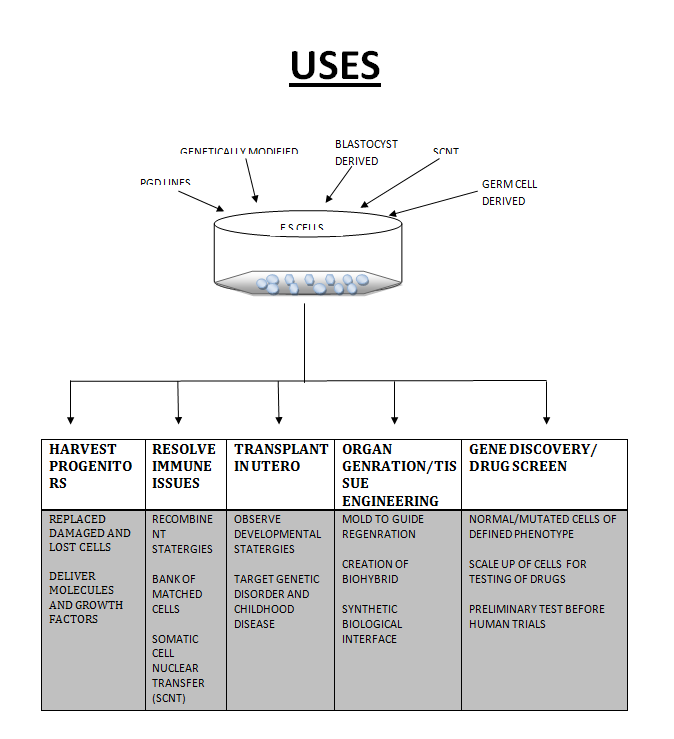 USES
BLASTOCYST
DERIVED
GENETICALLY MODIFIED
SCNT
PGD LINES
GERM CELL
DERIVED
E S CELLS
HARVEST
PROGENITO
RS
RESOLVE
IMMUNE
ISSUES
TRANSPLANT
IN UTERO
ORGAN
GENRATION/TIS
SUE
ENGINEERING
GENE DISCOVERY/
DRUG SCREEN
REPLACED
DAMAGED AND
LOST CELLS
DELIVER
MOLECULES
AND GROWTH
FACTORS
RECOMBINE
NT
STATERGIES
BANK OF
MATCHED
CELLS
SOMATIC
CELL
NUCLEAR
TRANSFER
(SCNT)
OBSERVE
DEVELOPMENTAL
STATERGIES
TARGET GENETIC
DISORDER AND
CHILDHOOD
DISEASE
MOLD TO GUIDE
REGENRATION
CREATION OF
BIOHYBRID
SYNTHETIC
BIOLOGICAL
INTERFACE
NORMAL/MUTATED CELLS OF
DEFINED PHENOTYPE
SCALE UP OF CELLS FOR
TESTING OF DRUGS
PRELIMINARY TEST BEFORE
HUMAN TRIALS